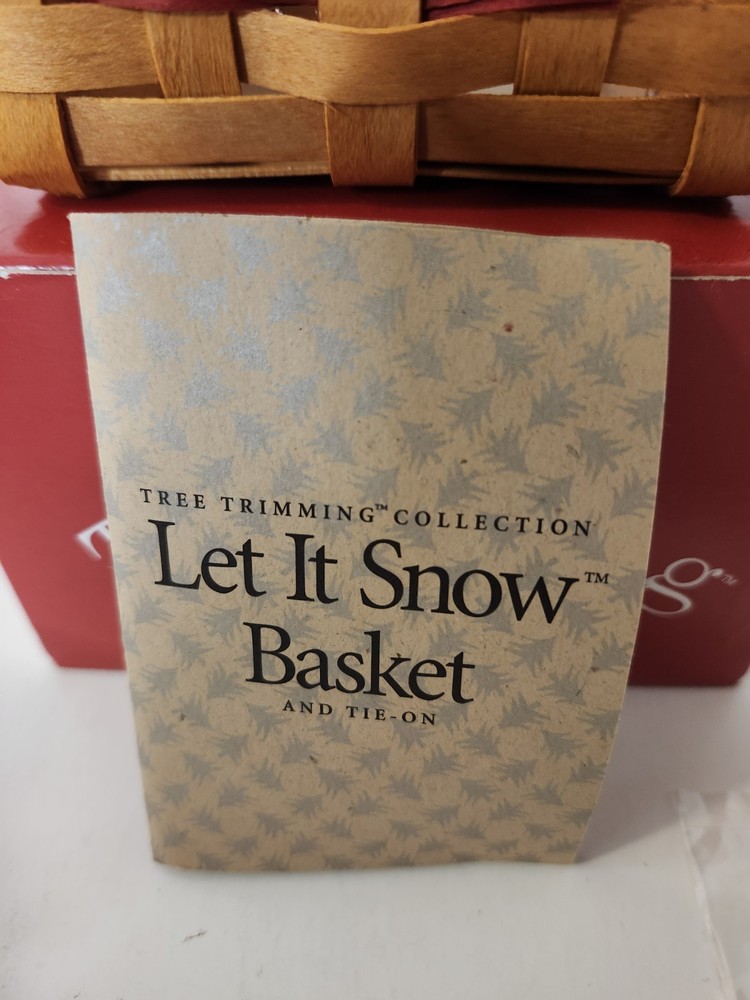 TREE TRIMMING™ COLLECTION
Let It Snow™
Basket
AND TIE-ON